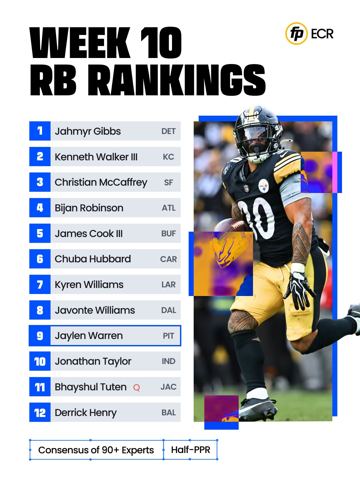 WEEK 10
RB RANKINGS
fp ECR
1 Jahmyr Gibbs DET
2 Kenneth Walker III KC
3 Christian McCaffrey SF
4 Bijan Robinson ATL
5 James Cook III BUF
6 Chuba Hubbard CAR
7 Kyren Williams LAR
8 Javonte Williams DAL
9 Jaylen Warren PIT
10 Jonathan Taylor IND
11 Bhayshul Tuten Q JAC
12 Derrick Henry BAL
30
Consensus of 90+ Experts Half-PPR